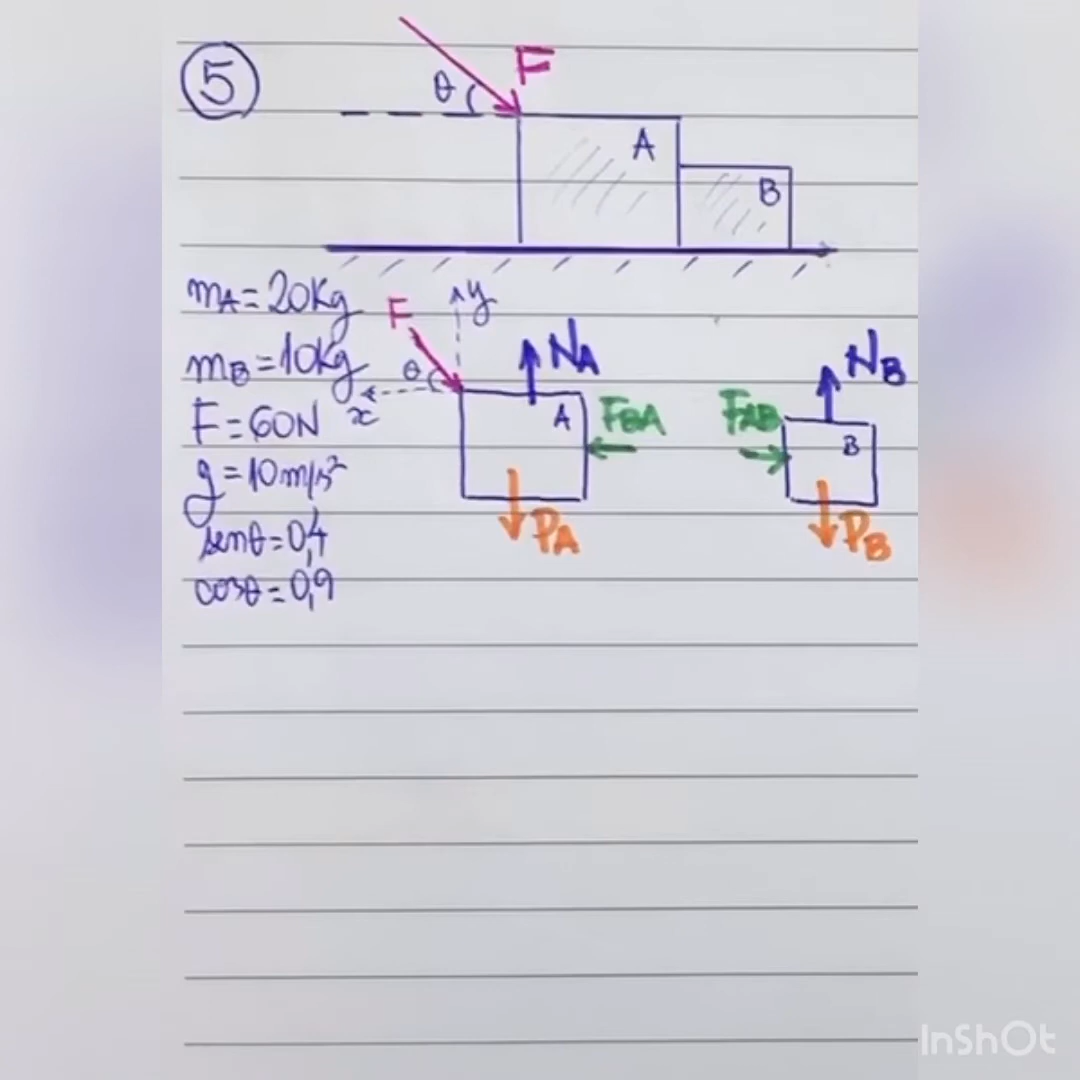 5
F
θ
A
B
mA = 20Kg
mB = 10Kg
F = 60N
g = 10m/s²
senθ = 0,4
cosθ = 0,9
F
y
θ
x
NA
A
FBA
PA
NB
FAB
B
PB
InShOt